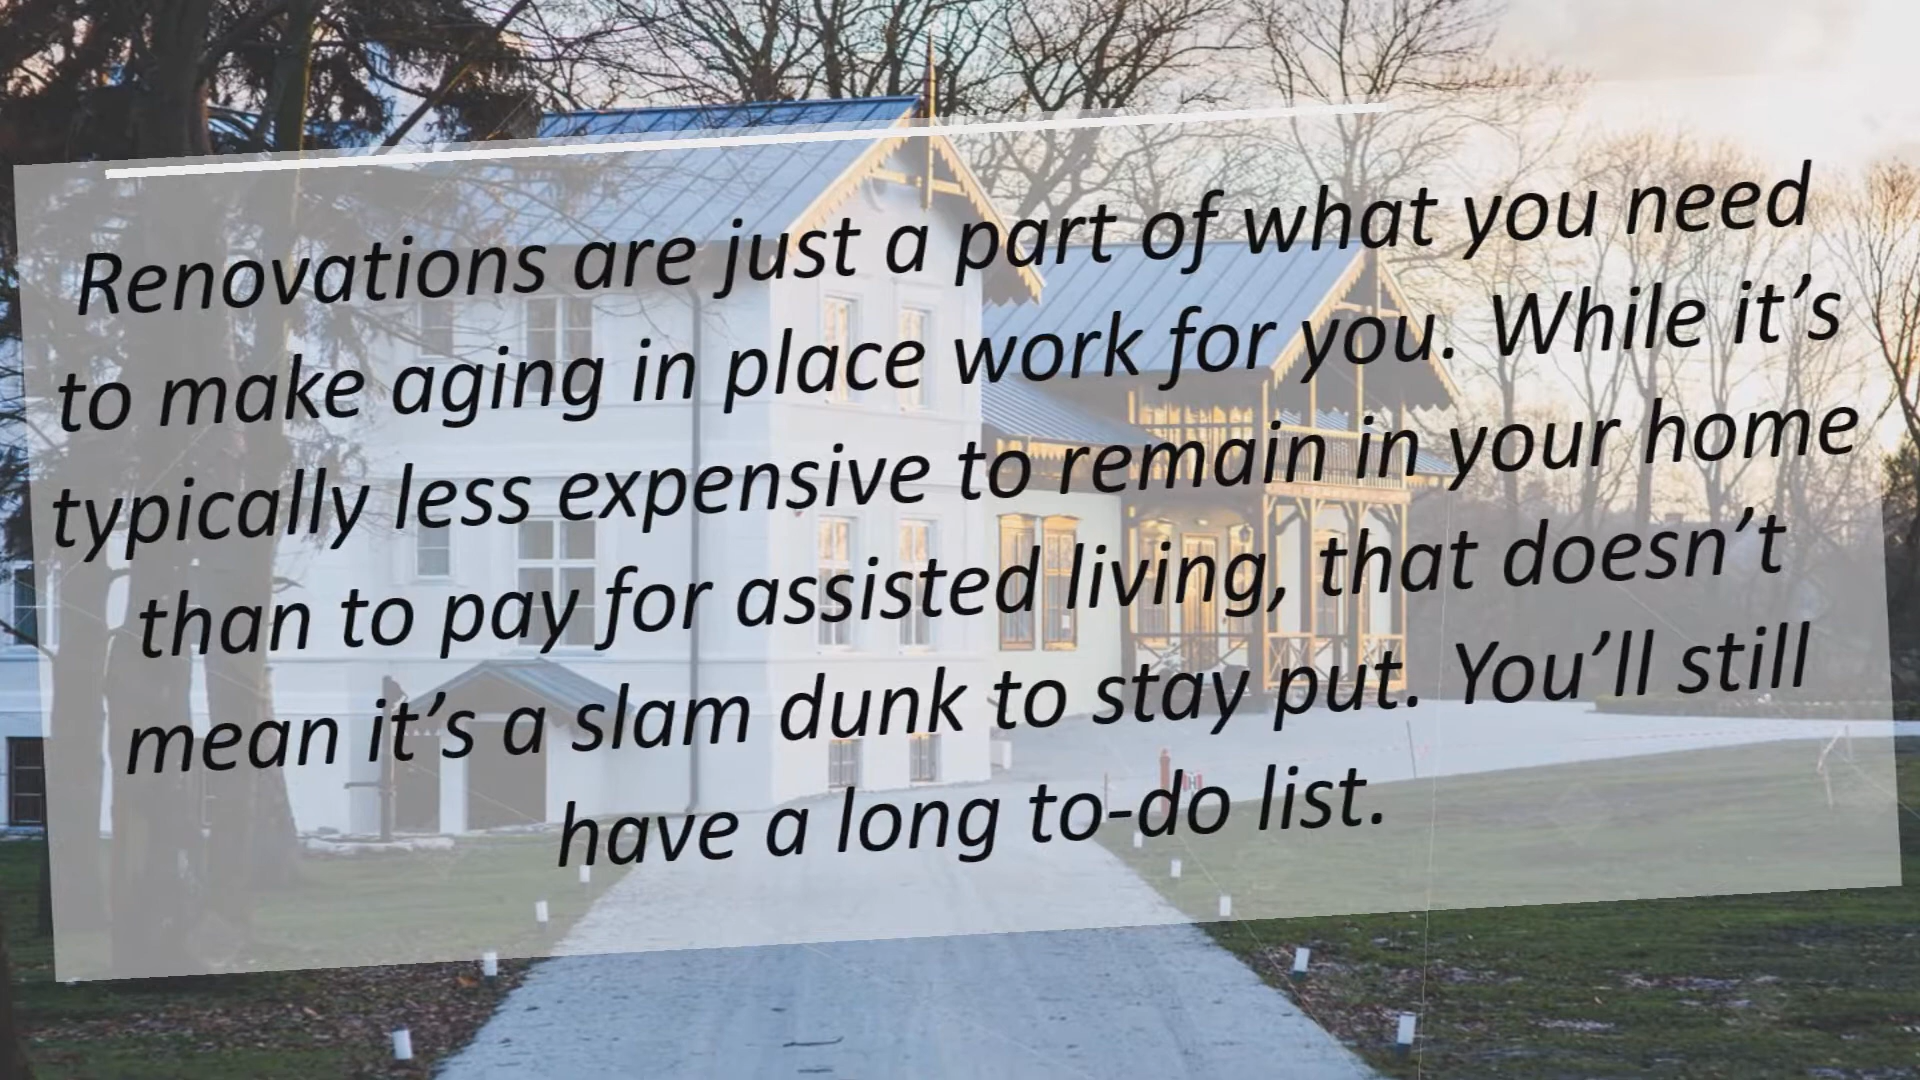 Renovations are just a part of what you need
to make aging in place work for you. While it’s
typically less expensive to remain in your home
than to pay for assisted living, that doesn’t
mean it’s a slam dunk to stay put. You’ll still
have a long to-do list.